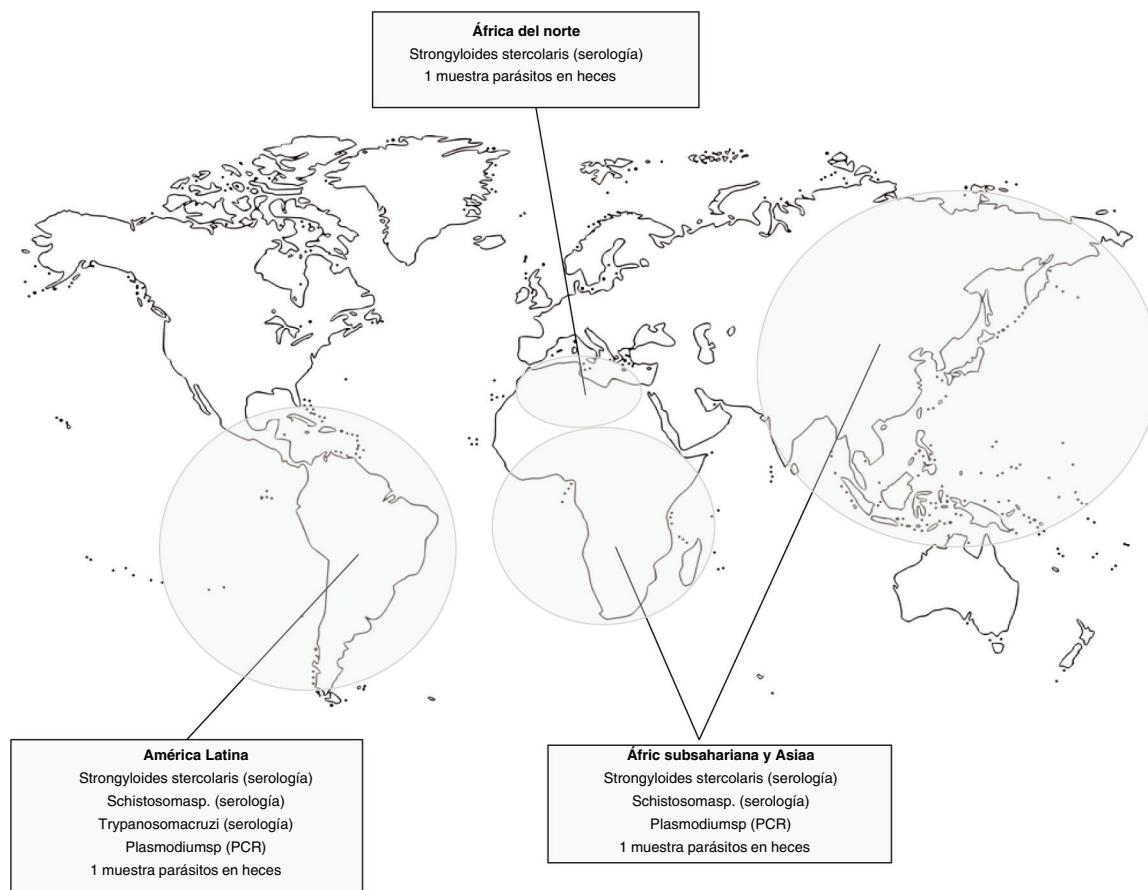 África del norte
Strongyloides stercolaris (serología)
1 muestra parásitos en heces
América Latina
Strongyloides stercolaris (serología)
Schistosomasp. (serología)
Trypanosomacruzi (serología)
Plasmodiumsp (PCR)
1 muestra parásitos en heces
Áfric subsahariana y Asiaa
Strongyloides stercolaris (serología)
Schistosomasp. (serología)
Plasmodiumsp (PCR)
1 muestra parásitos en heces